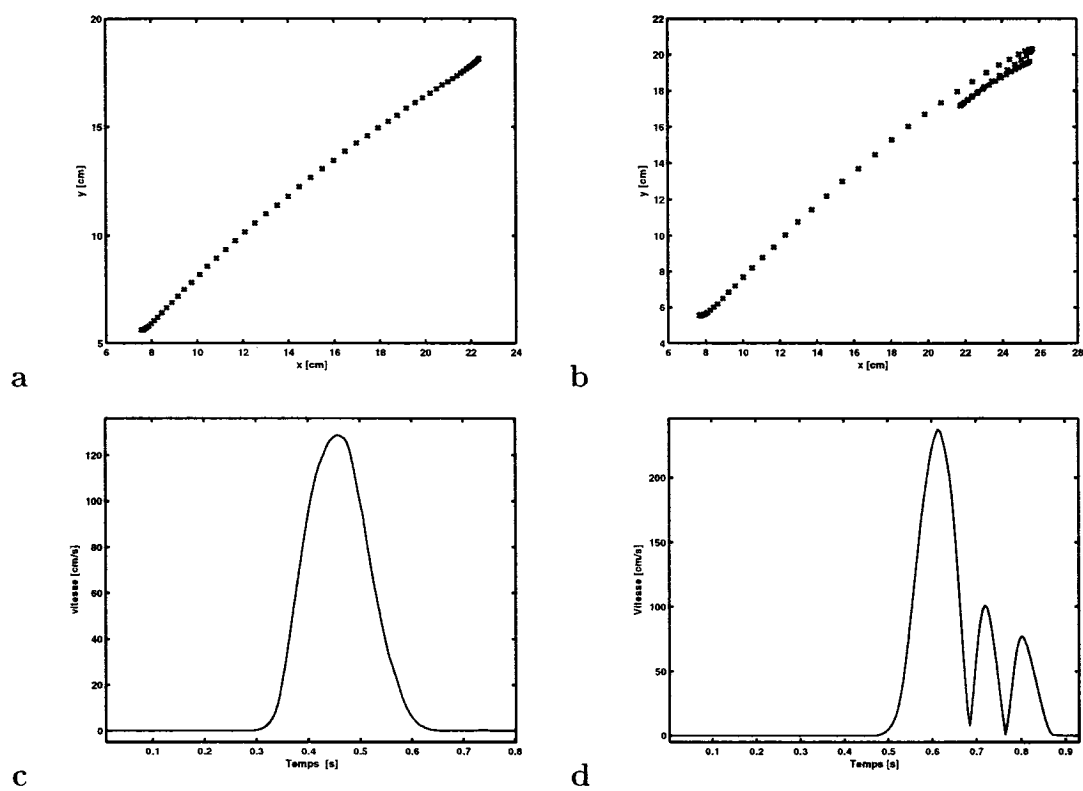 20
15
10
5
y [cm]
6 8 10 12 14 16 18 20 22 24
x [cm]
a
22
20
18
16
14
12
10
8
6
4
y [cm]
6 8 10 12 14 16 18 20 22 24 26 28
x [cm]
b
120
100
80
60
40
20
0
vitesse [cm/s]
0.1 0.2 0.3 0.4 0.5 0.6 0.7 0.8
Temps [s]
c
200
150
100
50
0
Vitesse [cm/s]
0.1 0.2 0.3 0.4 0.5 0.6 0.7 0.8 0.9
Temps [s]
d